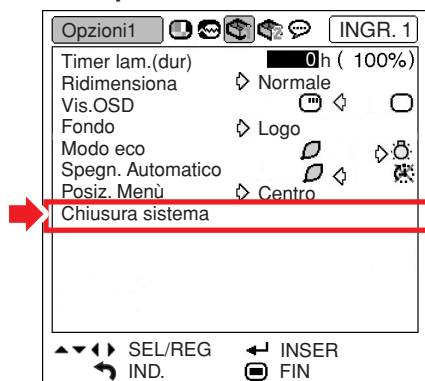 Opzioni1 INGR. 1
Timer lam.(dur) 0 h ( 100%)
Ridimensiona Normale
Vis.OSD
Fondo Logo
Modo eco
Spegn. Automatico
Posiz. Menù Centro
Chiusura sistema
SEL/REG INSER
IND. FIN